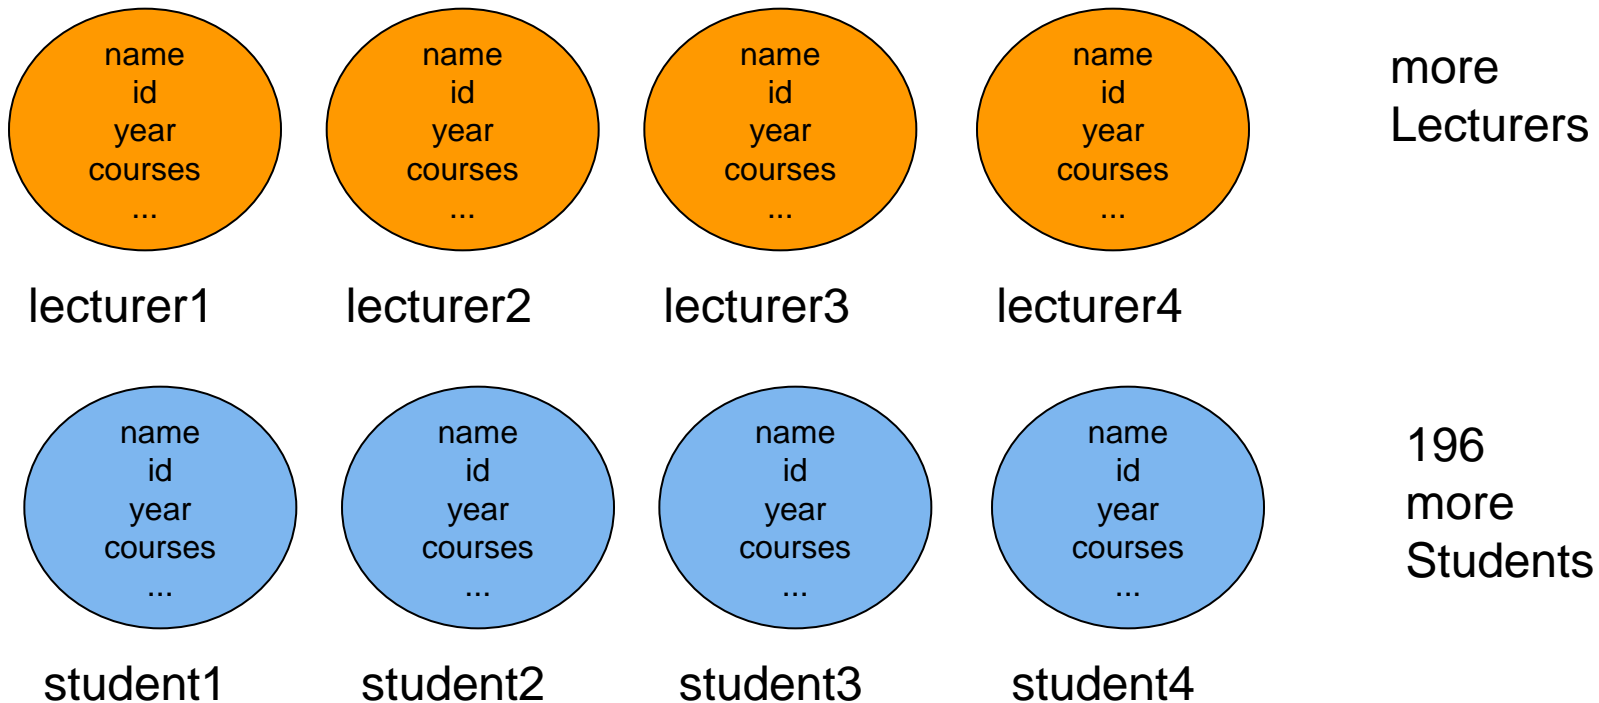 name
id
year
courses
...
name
id
year
courses
...
name
id
year
courses
...
name
id
year
courses
...
more
Lecturers
lecturer1
lecturer2
lecturer3
lecturer4
name
id
year
courses
...
name
id
year
courses
...
name
id
year
courses
...
name
id
year
courses
...
196
more
Students
student1
student2
student3
student4